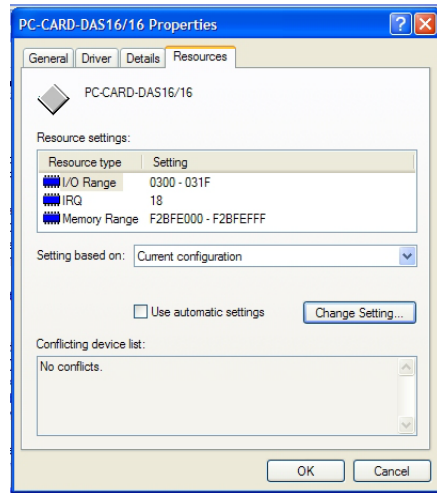 PC-CARD-DAS16/16 Properties
General Driver Details Resources
PC-CARD-DAS16/16
Resource settings:
Resource type Setting
I/O Range 0300 - 031F
IRQ 18
Memory Range F2BFE000 - F2BFEFFF
Setting based on: Current configuration
Use automatic settings Change Setting...
Conflicting device list:
No conflicts.
OK Cancel